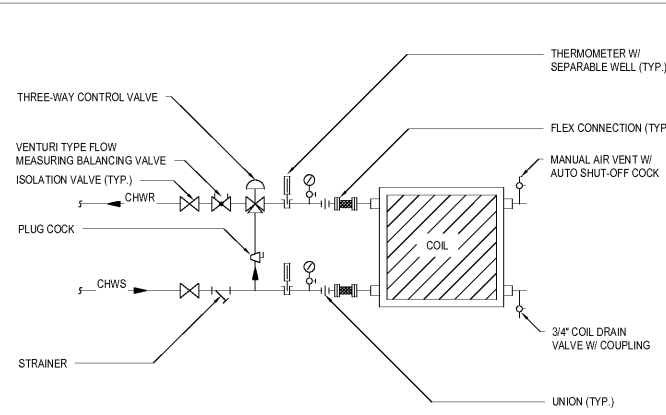 THERMOMETER W/
SEPARABLE WELL (TYP.)
THREE-WAY CONTROL VALVE
FLEX CONNECTION (TYP
VENTURI TYPE FLOW
MEASURING BALANCING VALVE
MANUAL AIR VENT W/
AUTO SHUT-OFF COCK
ISOLATION VALVE (TYP.)
CHWR
PLUG COCK
COIL
CHWS
3/4" COIL DRAIN
VALVE W/ COUPLING
STRAINER
UNION (TYP.)